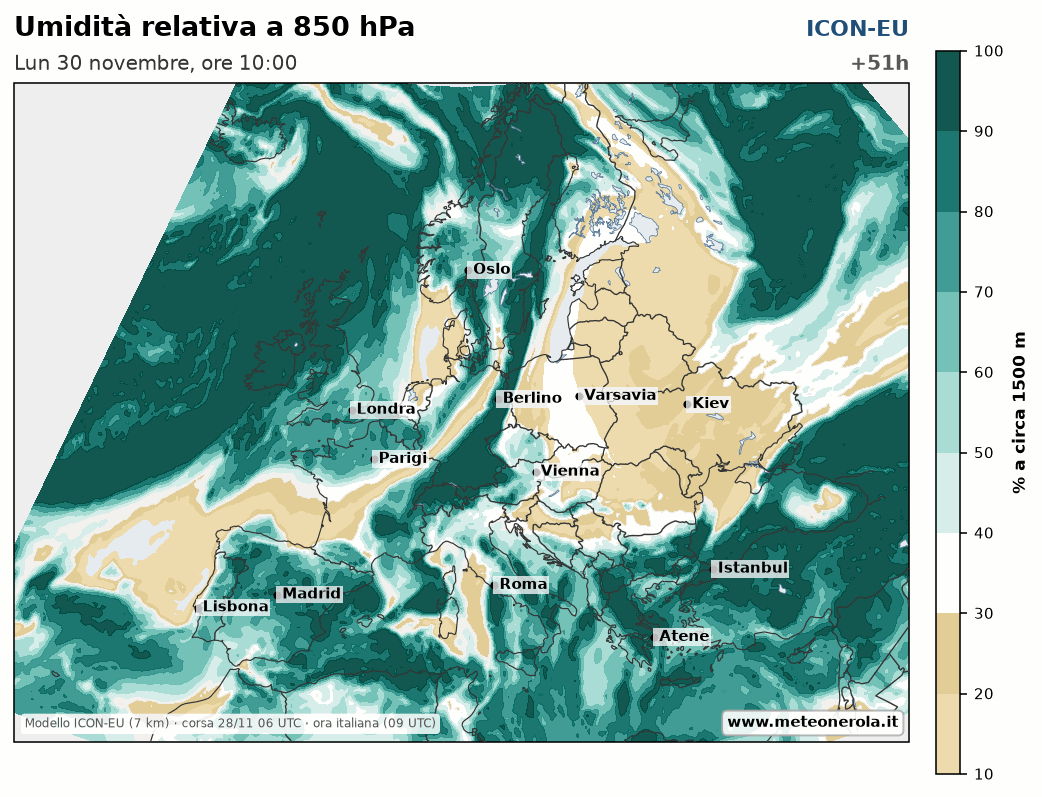 Umidità relativa a 850 hPa
ICON-EU
Lun 30 novembre, ore 10:00
+51h
100
90
80
70
60
50
40
30
20
10
% a circa 1500 m
Oslo
Londra
Berlino
Varsavia
Kiev
Parigi
Vienna
Istanbul
Roma
Madrid
Lisbona
Atene
Modello ICON-EU (7 km) · corsa 28/11 06 UTC · ora italiana (09 UTC)
www.meteonerola.it